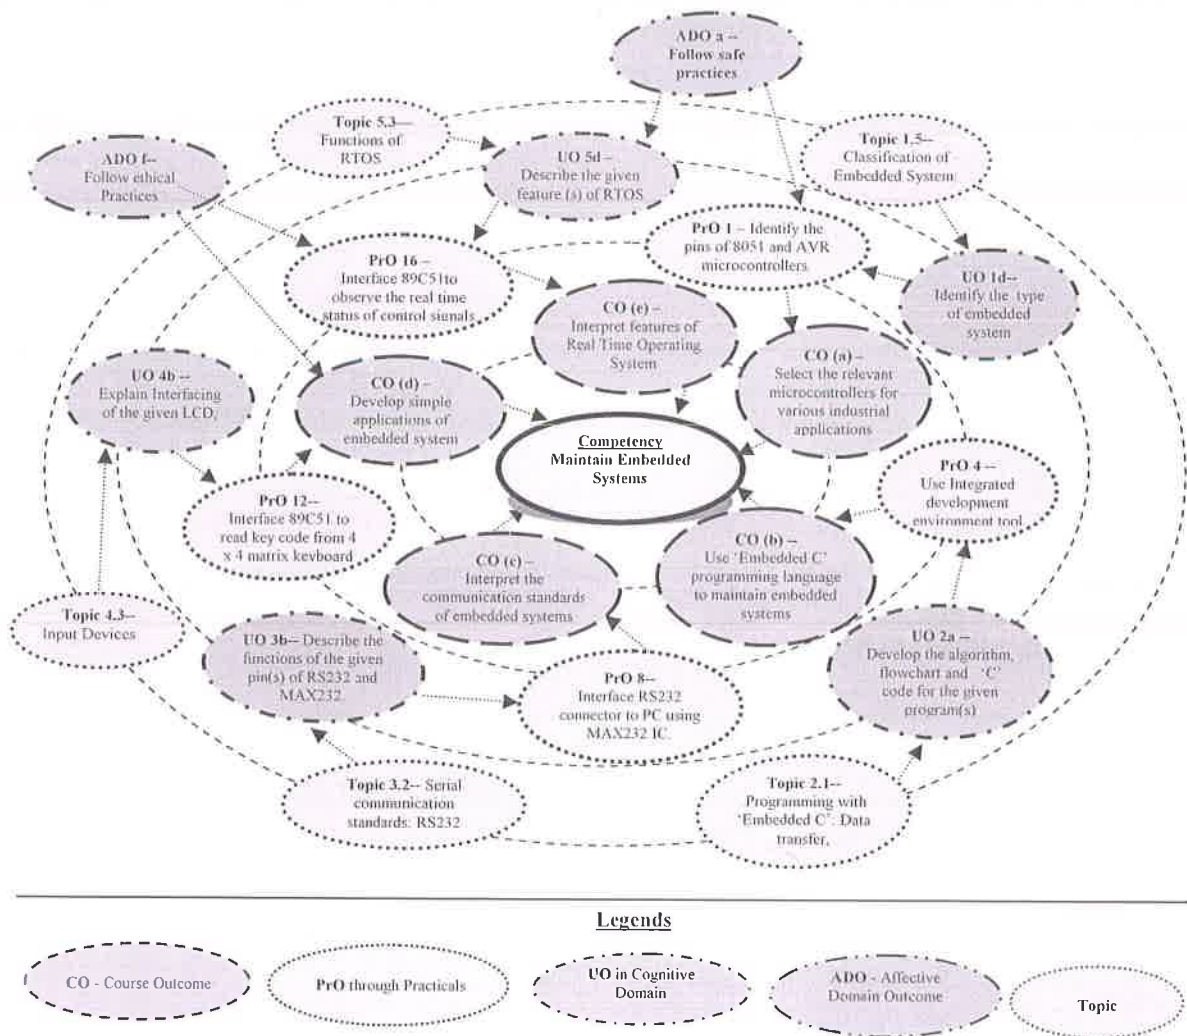 ADO a --
Follow safe
practices
Topic 5.3—
Functions of
RTOS
Topic 1.5--
Classification of
Embedded System.
ADO f--
Follow ethical
Practices
UO 5d –
Describe the given
feature (s) of RTOS
PrO 1 – Identify the
pins of 8051 and AVR
microcontrollers
PrO 16 –
Interface 89C51to
observe the real time
status of control signals
UO 1d–
Identify the type
of embedded
system
CO (e) –
Interpret features of
Real Time Operating
System
CO (a) –
Select the relevant
microcontrollers for
various industrial
applications
UO 4b --
Explain Interfacing
of the given LCD,
CO (d) –
Develop simple
applications of
embedded system
Competency
Maintain Embedded
Systems
PrO 4 --
Use Integrated
development
environment tool
PrO 12--
Interface 89C51 to
read key code from 4
x 4 matrix keyboard
CO (c) –
Interpret the
communication standards
of embedded systems
CO (b) –
Use ‘Embedded C’
programming language
to maintain embedded
systems
Topic 4.3--
Input Devices
UO 3b-- Describe the
functions of the given
pin(s) of RS232 and
MAX232.
PrO 8--
Interface RS232
connector to PC using
MAX232 IC.
UO 2a --
Develop the algorithm,
flowchart and ‘C’
code for the given
program(s)
Topic 3.2-- Serial
communication
standards: RS232
Topic 2.1--
Programming with
‘Embedded C’. Data
transfer,
Legends
CO - Course Outcome
PrO through Practicals
UO in Cognitive
Domain
ADO - Affective
Domain Outcome
Topic